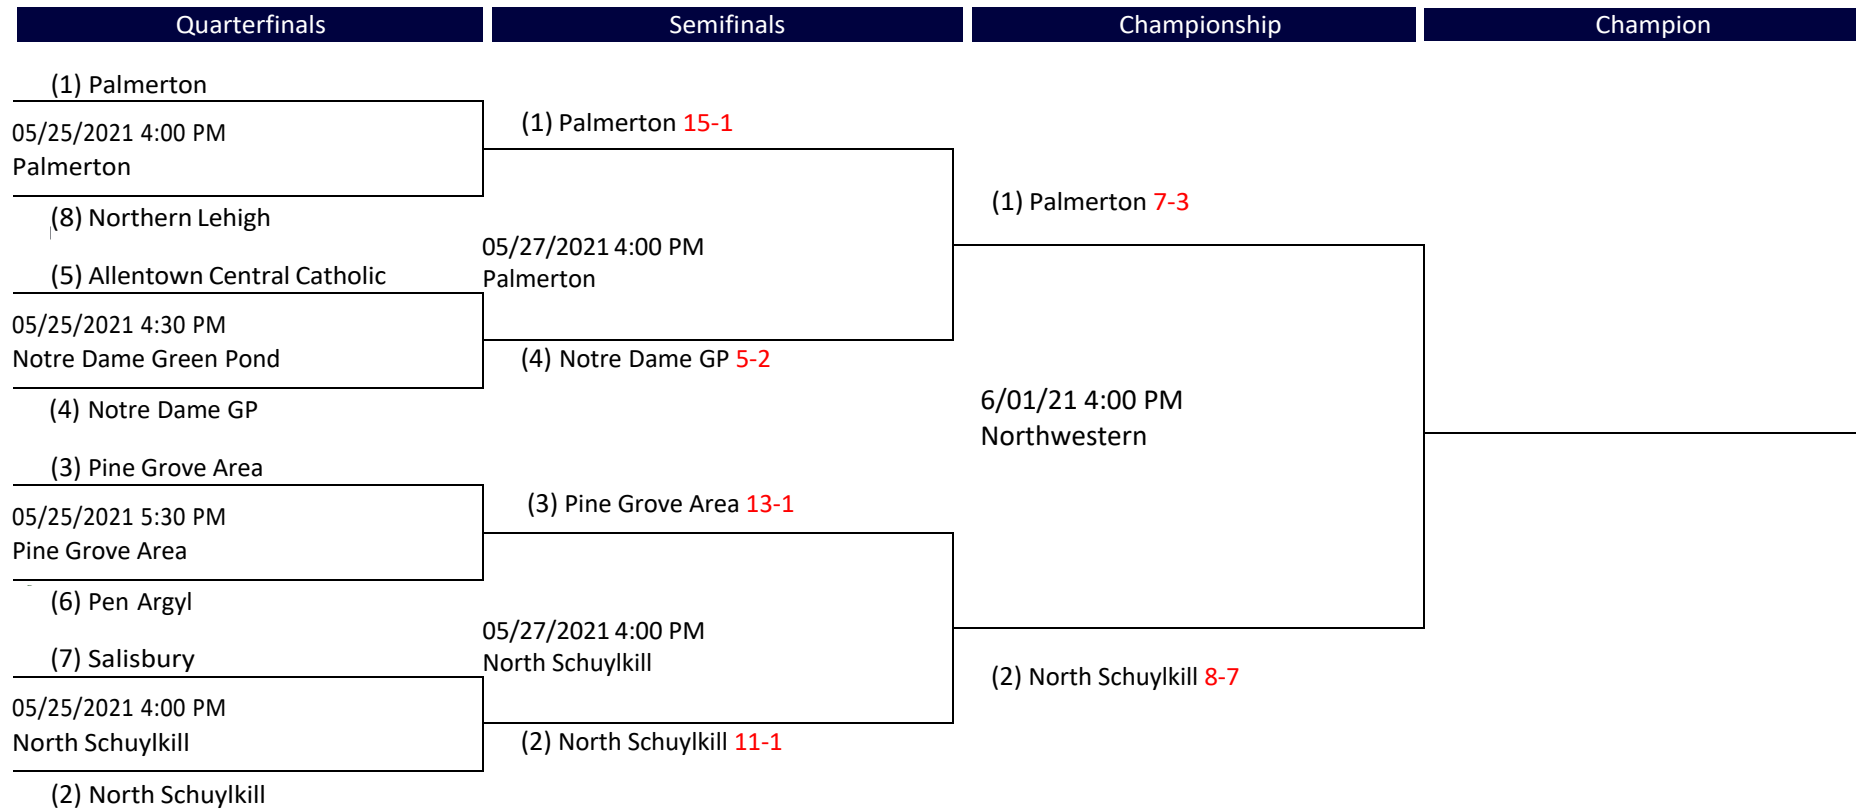 Quarterfinals
Semifinals
Championship
Champion
(1) Palmerton
05/25/2021 4:00 PM
Palmerton
(8) Northern Lehigh
(5) Allentown Central Catholic
05/25/2021 4:30 PM
Notre Dame Green Pond
(4) Notre Dame GP
(3) Pine Grove Area
05/25/2021 5:30 PM
Pine Grove Area
(6) Pen Argyl
(7) Salisbury
05/25/2021 4:00 PM
North Schuylkill
(2) North Schuylkill
(1) Palmerton 15-1
05/27/2021 4:00 PM
Palmerton
(4) Notre Dame GP 5-2
(3) Pine Grove Area 13-1
05/27/2021 4:00 PM
North Schuylkill
(2) North Schuylkill 11-1
(1) Palmerton 7-3
6/01/21 4:00 PM
Northwestern
(2) North Schuylkill 8-7